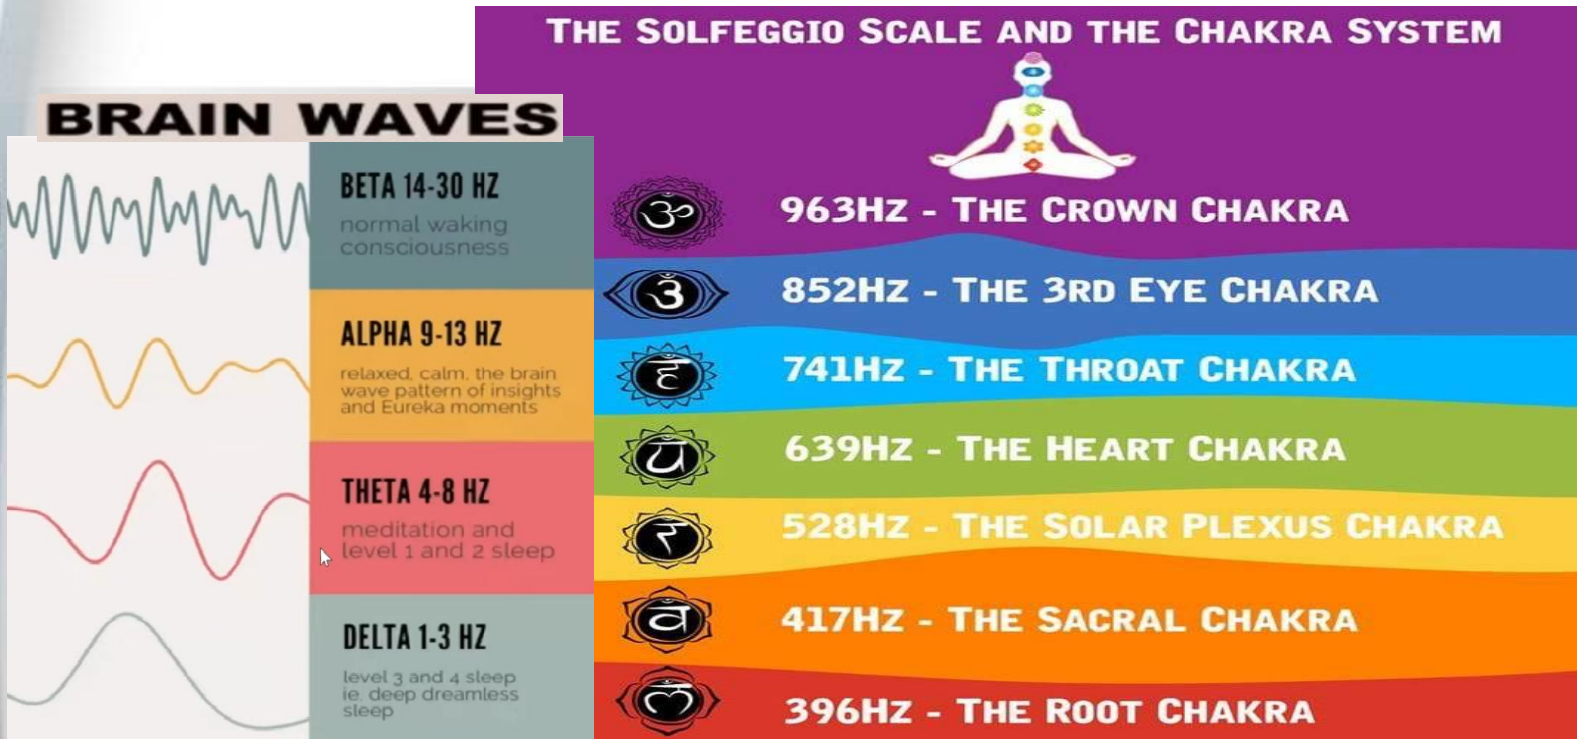 THE SOLFEGGIO SCALE AND THE CHAKRA SYSTEM
BRAIN WAVES
BETA 14-30 HZ
normal waking
consciousness
ALPHA 9-13 HZ
relaxed, calm, the brain
wave pattern of insights
and Eureka moments
THETA 4-8 HZ
meditation and
level 1 and 2 sleep
DELTA 1-3 HZ
level 3 and 4 sleep
ie. deep dreamless
sleep
ॐ 963HZ - THE CROWN CHAKRA
852HZ - THE 3RD EYE CHAKRA
हं 741HZ - THE THROAT CHAKRA
यं 639HZ - THE HEART CHAKRA
रं 528HZ - THE SOLAR PLEXUS CHAKRA
वं 417HZ - THE SACRAL CHAKRA
लं 396HZ - THE ROOT CHAKRA